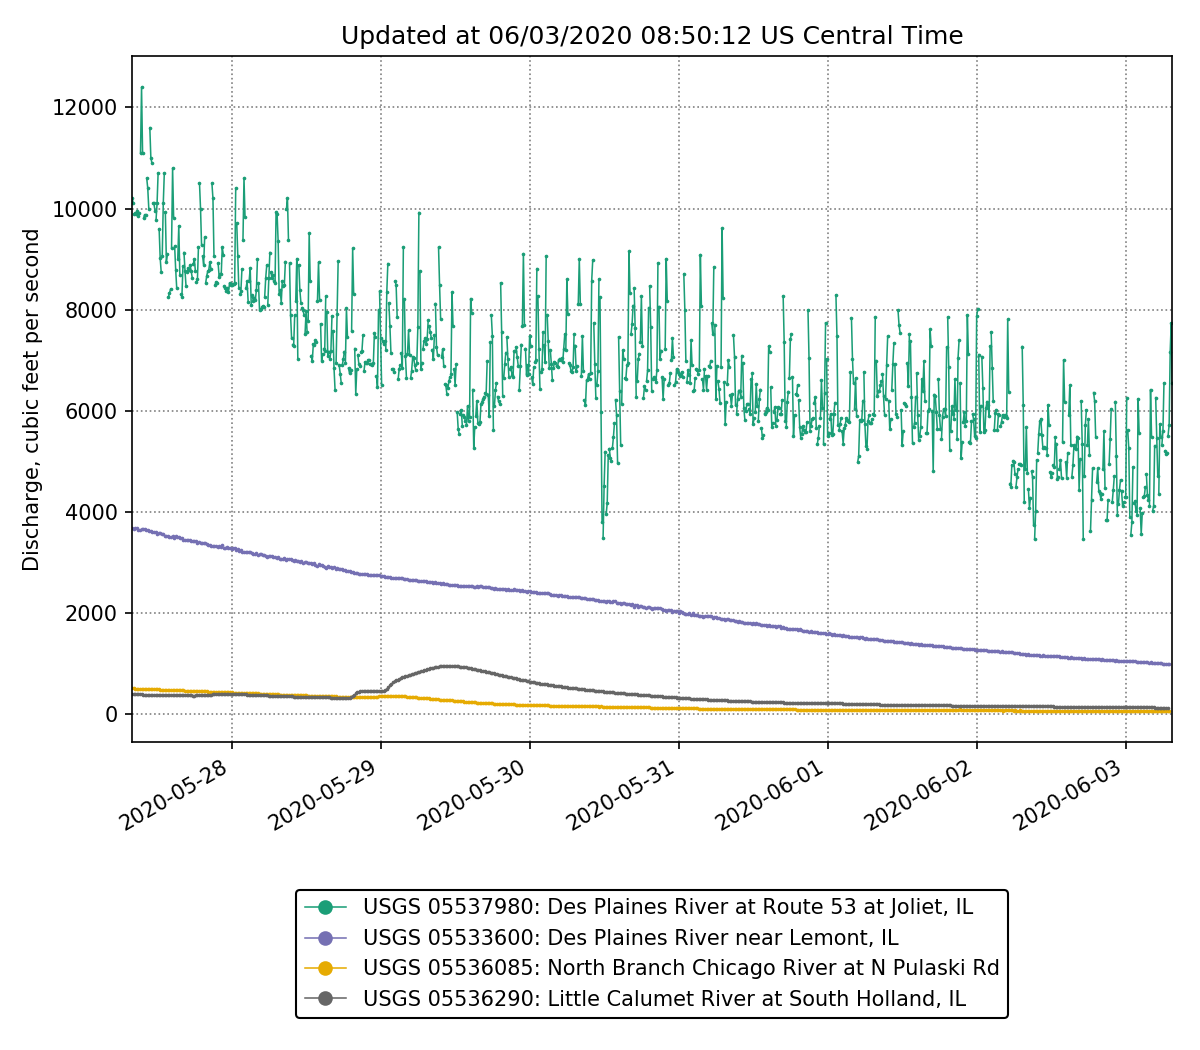 Updated at 06/03/2020 08:50:12 US Central Time
Discharge, cubic feet per second
12000
10000
8000
6000
4000
2000
0
2020-05-28
2020-05-29
2020-05-30
2020-05-31
2020-06-01
2020-06-02
2020-06-03
USGS 05537980: Des Plaines River at Route 53 at Joliet, IL
USGS 05533600: Des Plaines River near Lemont, IL
USGS 05536085: North Branch Chicago River at N Pulaski Rd
USGS 05536290: Little Calumet River at South Holland, IL